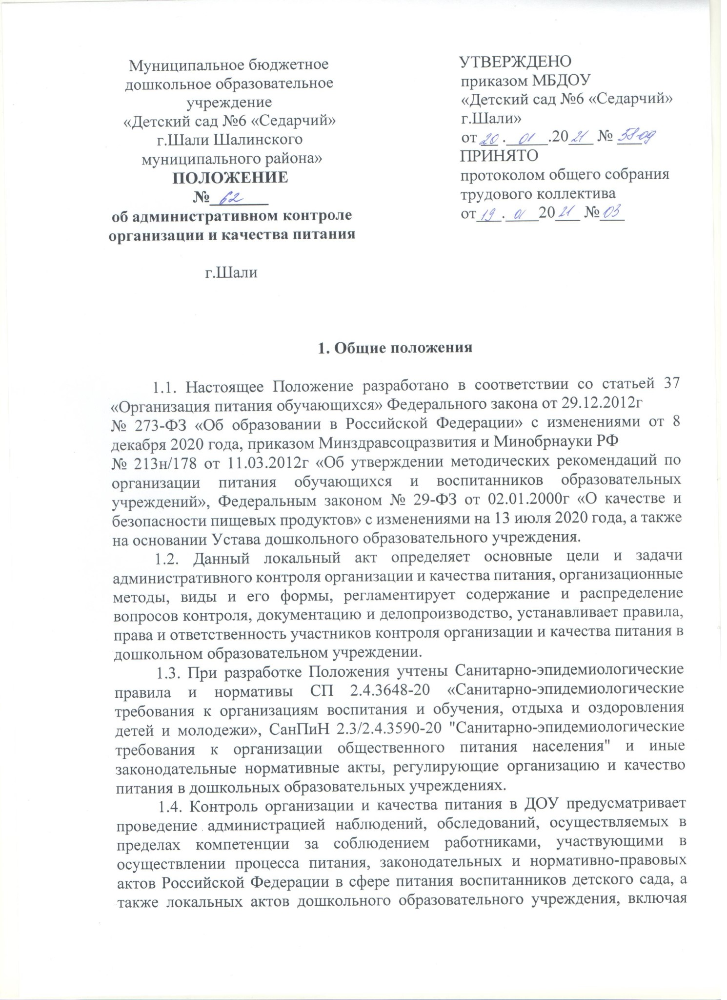 Муниципальное бюджетное
дошкольное образовательное
учреждение
«Детский сад №6 «Седарчий»
г.Шали Шалинского
муниципального района»
ПОЛОЖЕНИЕ
№ 62
об административном контроле
организации и качества питания
г.Шали
УТВЕРЖДЕНО
приказом МБДОУ
«Детский сад №6 «Седарчий»
г.Шали»
от 20 . 01 .20 21 №
ПРИНЯТО
протоколом общего собрания
трудового коллектива
от 19 . 01 20 21 № 03
1. Общие положения
1.1. Настоящее Положение разработано в соответствии со статьей 37
«Организация питания обучающихся» Федерального закона от 29.12.2012г
№ 273-ФЗ «Об образовании в Российской Федерации» с изменениями от 8
декабря 2020 года, приказом Минздравсоцразвития и Минобрнауки РФ
№ 213н/178 от 11.03.2012г «Об утверждении методических рекомендаций по
организации питания обучающихся и воспитанников образовательных
учреждений», Федеральным законом № 29-ФЗ от 02.01.2000г «О качестве и
безопасности пищевых продуктов» с изменениями на 13 июля 2020 года, а также
на основании Устава дошкольного образовательного учреждения.
1.2. Данный локальный акт определяет основные цели и задачи
административного контроля организации и качества питания, организационные
методы, виды и его формы, регламентирует содержание и распределение
вопросов контроля, документацию и делопроизводство, устанавливает правила,
права и ответственность участников контроля организации и качества питания в
дошкольном образовательном учреждении.
1.3. При разработке Положения учтены Санитарно-эпидемиологические
правила и нормативы СП 2.4.3648-20 «Санитарно-эпидемиологические
требования к организациям воспитания и обучения, отдыха и оздоровления
детей и молодежи», СанПиН 2.3/2.4.3590-20 "Санитарно-эпидемиологические
требования к организации общественного питания населения" и иные
законодательные нормативные акты, регулирующие организацию и качество
питания в дошкольных образовательных учреждениях.
1.4. Контроль организации и качества питания в ДОУ предусматривает
проведение администрацией наблюдений, обследований, осуществляемых в
пределах компетенции за соблюдением работниками, участвующими в
осуществлении процесса питания, законодательных и нормативно-правовых
актов Российской Федерации в сфере питания воспитанников детского сада, а
также локальных актов дошкольного образовательного учреждения, включая